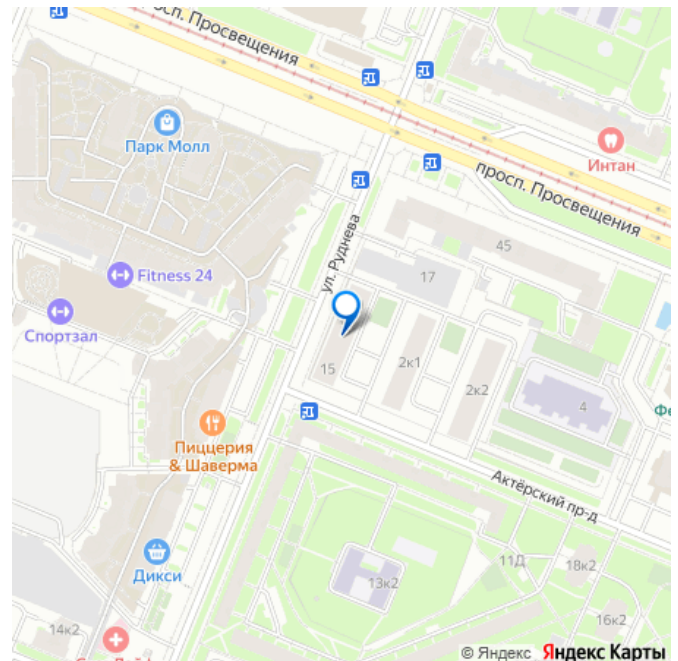 просп. Просвещения
Парк Молл
Интан
просп. Просвещения
ул. Руднева
45
17
Fitness 24
Спортзал
15
2к1
2к2
4
Пиццерия
& Шаверма
Актёрский пр-д
Дикси
11Д
13к2
18к2
16к2
14к2
© Яндекс Яндекс Карты